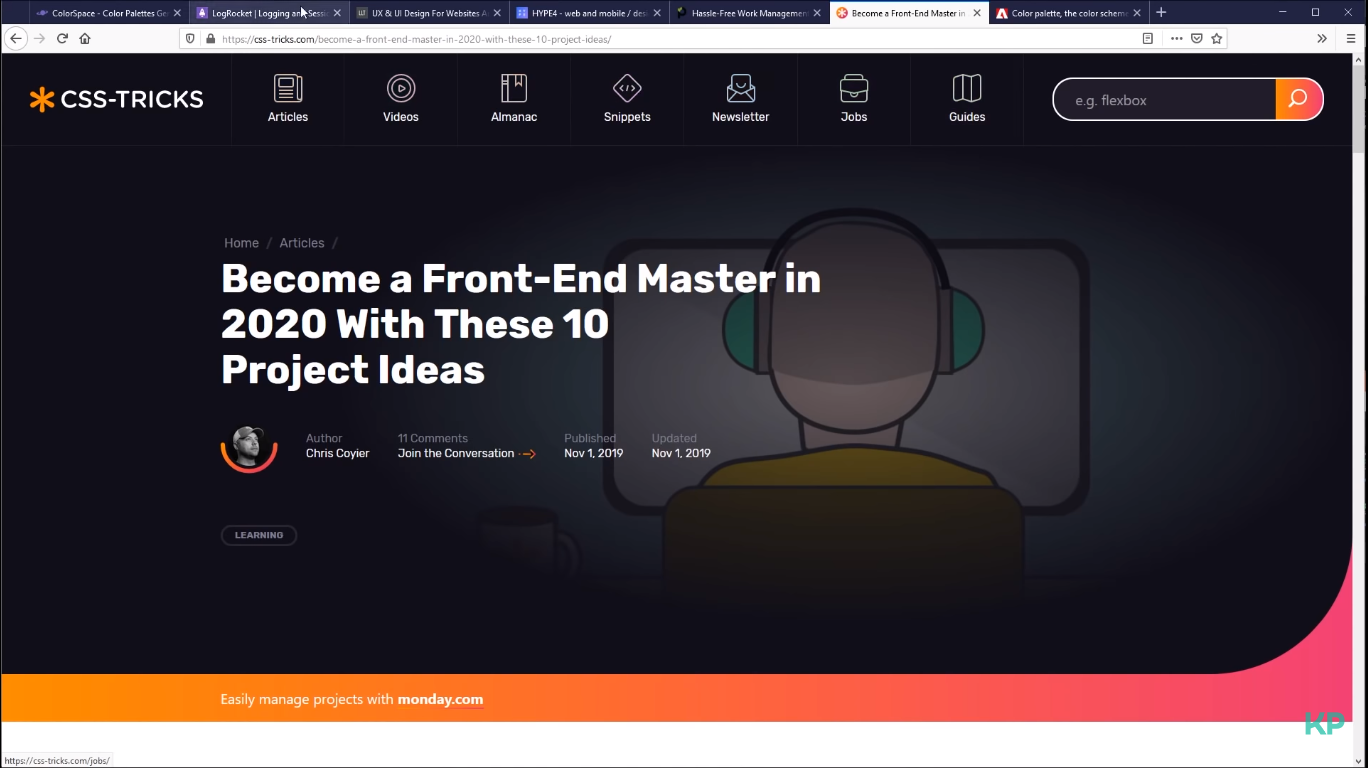 ColorSpace - Color Palettes Ge
LogRocket | Logging an Sessi
UX & UI Design For Websites A
HYPE4 - web and mobile / des
Hassle-Free Work Management
Become a Front-End Master in
Color palette, the color scheme
https://css-tricks.com/become-a-front-end-master-in-2020-with-these-10-project-ideas/
CSS-TRICKS
Articles
Videos
Almanac
Snippets
Newsletter
Jobs
Guides
e.g. flexbox
Home / Articles /
Become a Front-End Master in
2020 With These 10
Project Ideas
Author
Chris Coyier
11 Comments
Join the Conversation
Published
Nov 1, 2019
Updated
Nov 1, 2019
LEARNING
Easily manage projects with monday.com
KP
https://css-tricks.com/jobs/